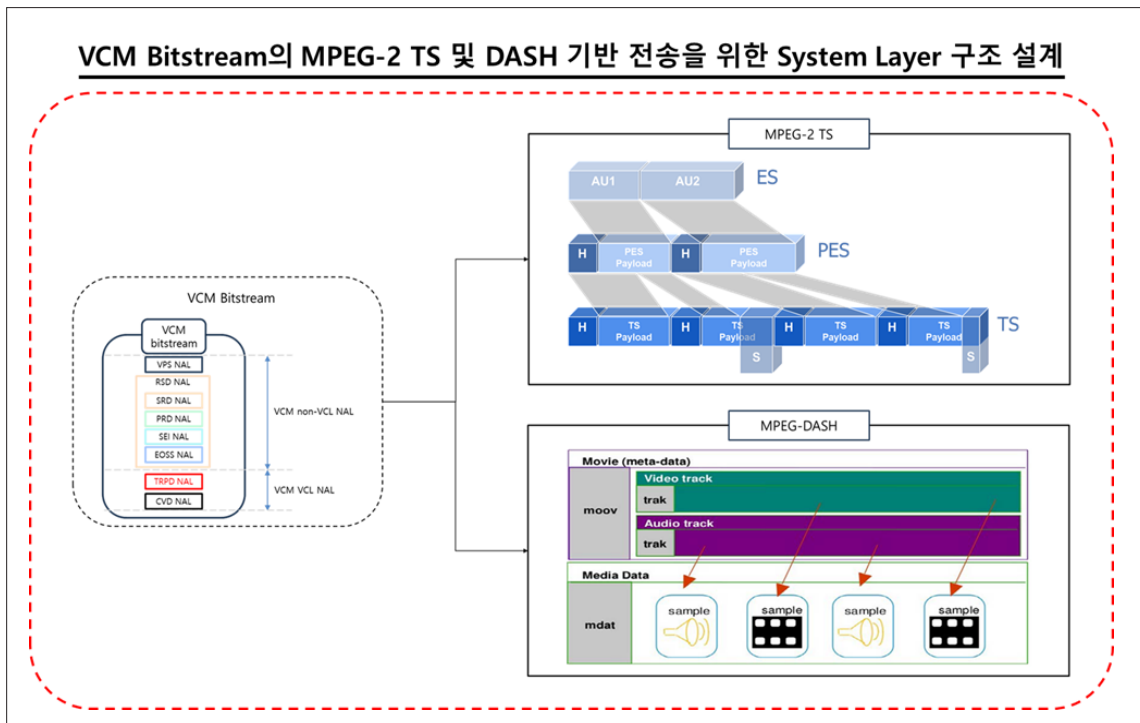 VCM Bitstream의 MPEG-2 TS 및 DASH 기반 전송을 위한 System Layer 구조 설계
VCM Bitstream
VCM
bitstream
VPS NAL
RSD NAL
SRD NAL
PRD NAL
SEI NAL
EOSS NAL
TRPD NAL
CVD NAL
VCM non-VCL NAL
VCM VCL NAL
MPEG-2 TS
AU1 AU2 ES
H PES Payload H PES Payload PES
H TS Payload H TS Payload H TS Payload H TS Payload TS
S S
MPEG-DASH
Movie (meta-data)
Video track
moov
trak
Audio track
trak
Media Data
mdat
sample sample sample sample